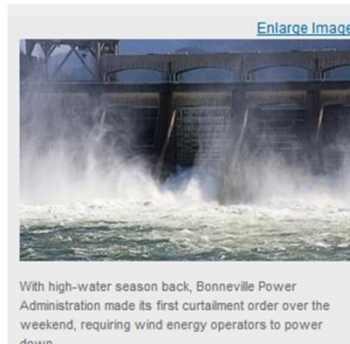 Enlarge Image
With high-water season back, Bonneville Power
Administration made its first curtailment order over the
weekend, requiring wind energy operators to power
down